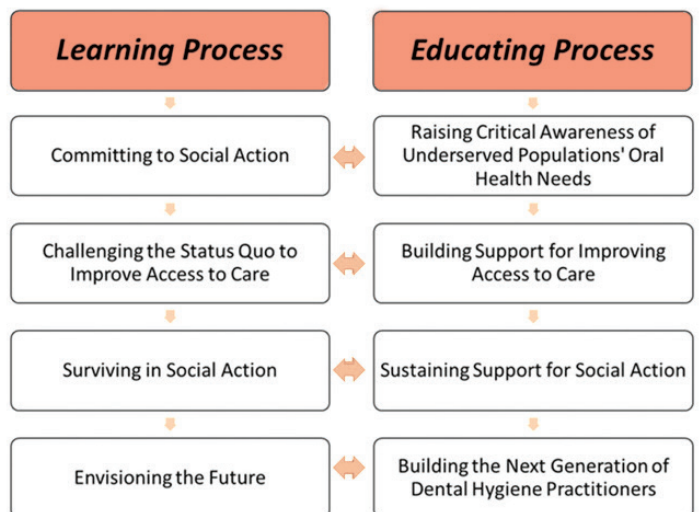 Learning Process
Educating Process
Committing to Social Action
Raising Critical Awareness of
Underserved Populations' Oral
Health Needs
Challenging the Status Quo to
Improve Access to Care
Building Support for Improving
Access to Care
Surviving in Social Action
Sustaining Support for Social Action
Envisioning the Future
Building the Next Generation of
Dental Hygiene Practitioners